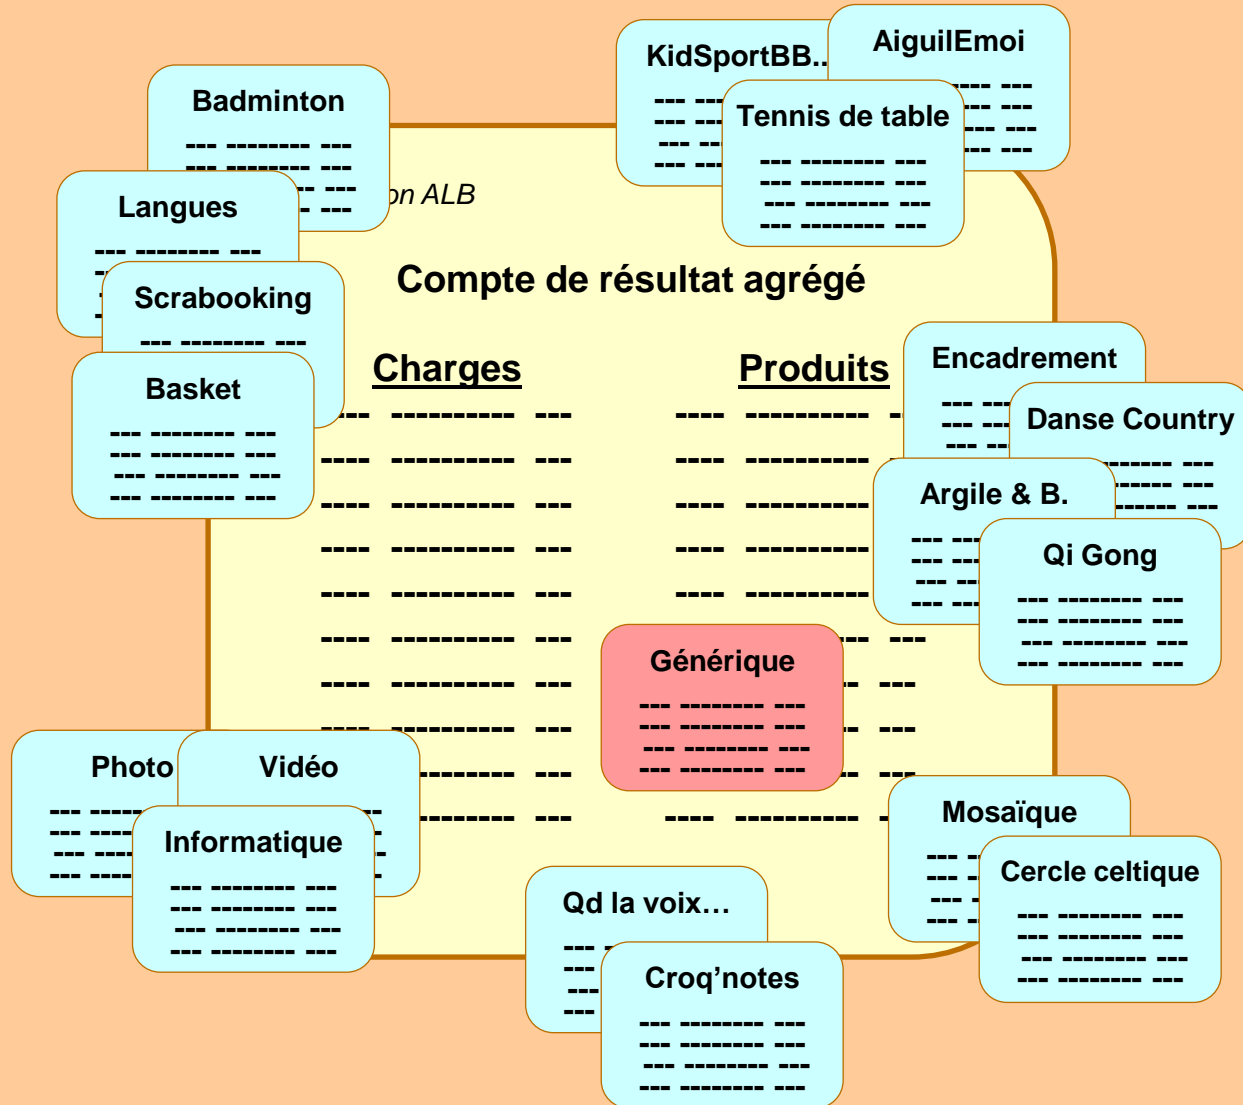 KidSportBB..
AiguilEmoi
Badminton
Tennis de table
on ALB
Langues
Compte de résultat agrégé
Scrabooking
Encadrement
Charges
Produits
Basket
Danse Country
Argile & B.
Qi Gong
Générique
Photo
Vidéo
Mosaïque
Informatique
Cercle celtique
Qd la voix…
Croq’notes